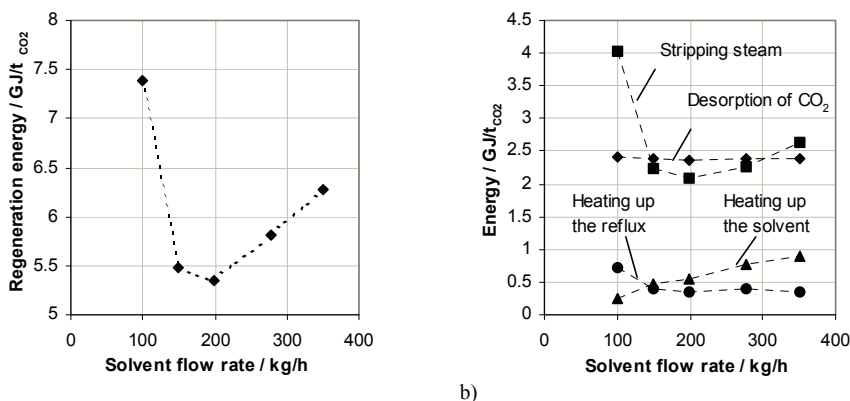 8
7.5
7
6.5
6
5.5
5
0
100
200
300
400
Regeneration energy / GJ/t CO2
Solvent flow rate / kg/h
4.5
4
3.5
3
2.5
2
1.5
1
0.5
0
0
100
200
300
400
Energy / GJ/tCO2
Solvent flow rate / kg/h
Stripping steam
Desorption of CO2
Heating up
the reflux
Heating up
the solvent
b)